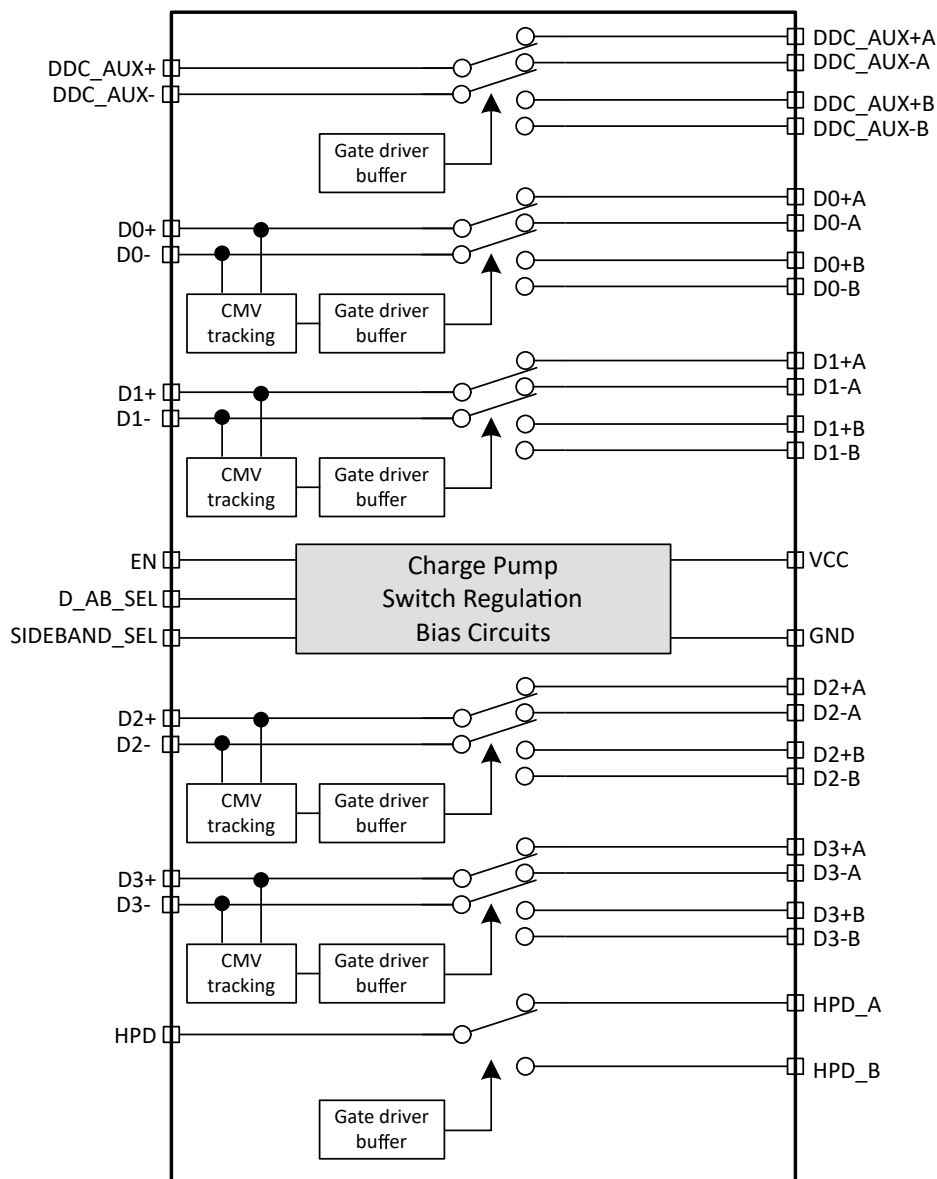 DDC_AUX+A
DDC_AUX-A
DDC_AUX+
DDC_AUX-
DDC_AUX+B
DDC_AUX-B
Gate driver
buffer
D0+A
D0-A
D0+
D0-
D0+B
D0-B
CMV
tracking
Gate driver
buffer
D1+A
D1-A
D1+
D1-
D1+B
D1-B
CMV
tracking
Gate driver
buffer
EN
D_AB_SEL
SIDEBAND_SEL
Charge Pump
Switch Regulation
Bias Circuits
VCC
GND
D2+A
D2-A
D2+
D2-
D2+B
D2-B
CMV
tracking
Gate driver
buffer
D3+A
D3-A
D3+
D3-
D3+B
D3-B
CMV
tracking
Gate driver
buffer
HPD_A
HPD
HPD_B
Gate driver
buffer